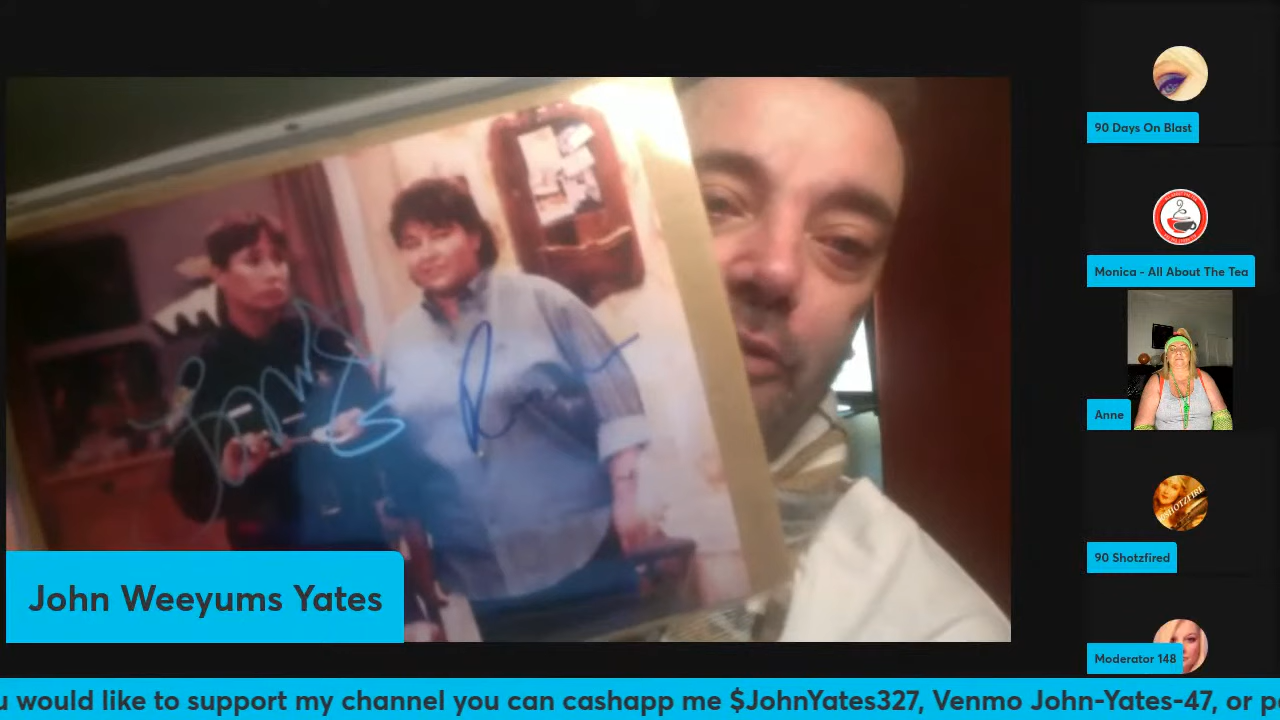 90 Days On Blast
Monica - All About The Tea
Anne
SHOTZFIRE
90 Shotzfired
Moderator 148
John Weeyums Yates
u would like to support my channel you can cashapp me $JohnYates327, Venmo John-Yates-47, or p